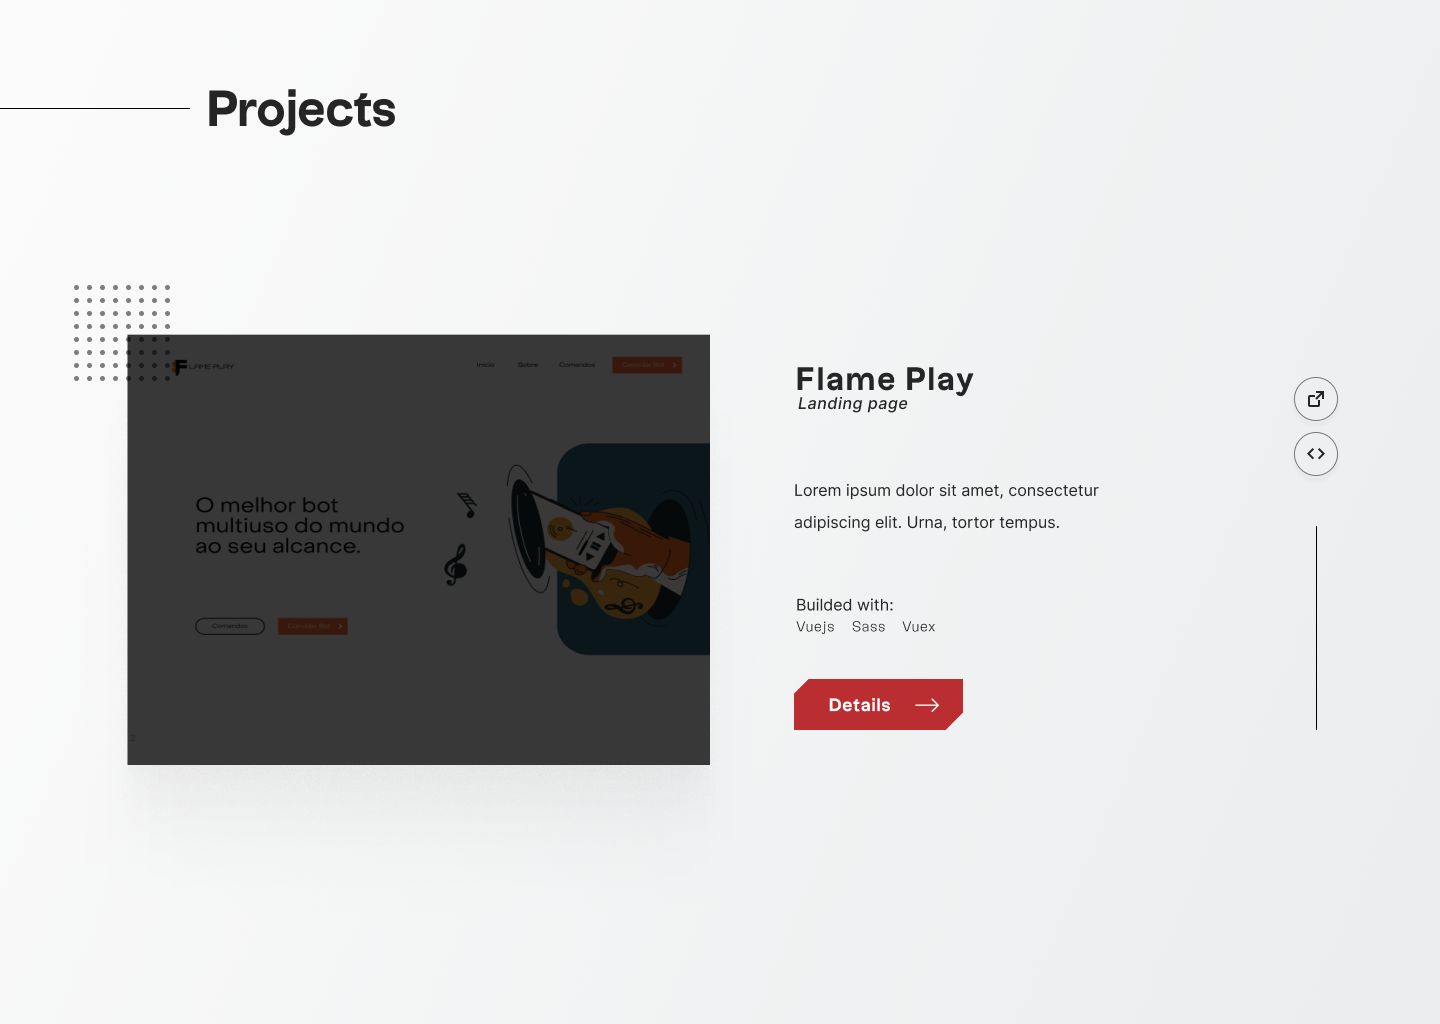 Projects
FLAME PLAY
Inicio Sobre Comandos Convidar Bot
O melhor bot
multiuso do mundo
ao seu alcance.
Comandos Convidar Bot
Flame Play
Landing page
Lorem ipsum dolor sit amet, consectetur
adipiscing elit. Urna, tortor tempus.
Builded with:
Vuejs Sass Vuex
Details